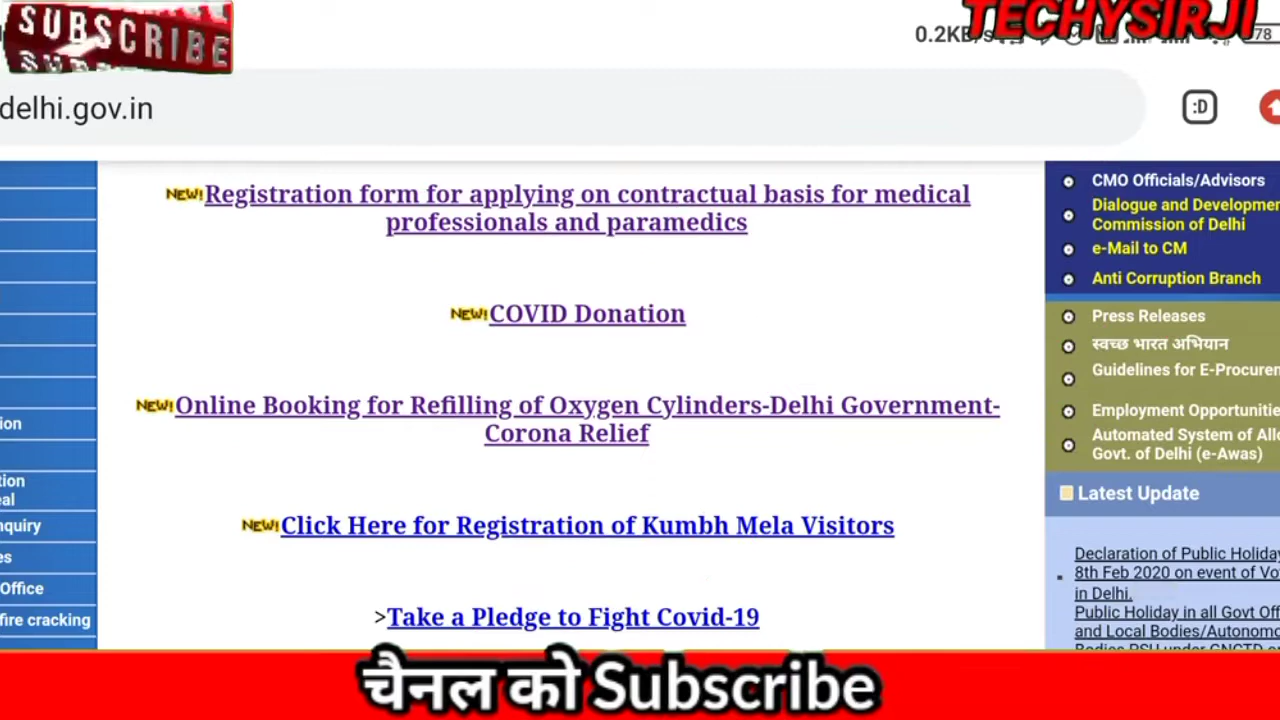 SUBSCRIBE
TECHYSIRJI
0.2KB/s
78
delhi.gov.in
:D
NEW! Registration form for applying on contractual basis for medical
professionals and paramedics
NEW! COVID Donation
NEW! Online Booking for Refilling of Oxygen Cylinders-Delhi Government-
Corona Relief
NEW! Click Here for Registration of Kumbh Mela Visitors
>Take a Pledge to Fight Covid-19
ion
tion
eal
nquiry
es
Office
fire cracking
CMO Officials/Advisors
Dialogue and Developmen
Commission of Delhi
e-Mail to CM
Anti Corruption Branch
Press Releases
स्वच्छ भारत अभियान
Guidelines for E-Procuren
Employment Opportunitie
Automated System of Allo
Govt. of Delhi (e-Awas)
Latest Update
Declaration of Public Holiday
8th Feb 2020 on event of Vo
in Delhi.
Public Holiday in all Govt Off
and Local Bodies/Autonomo
चैनल को Subscribe